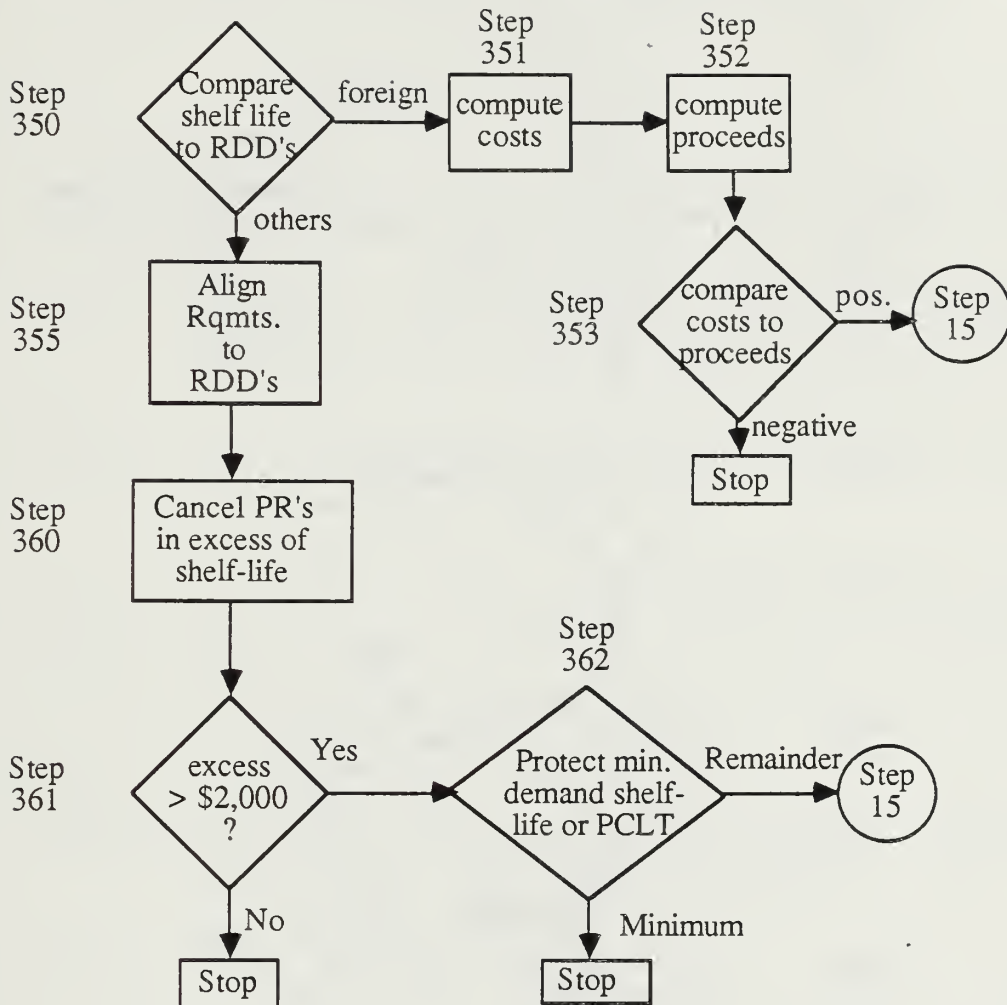 Step
350
Compare
shelf life
to RDD's
foreign
Step
351
compute
costs
Step
352
compute
proceeds
others
Step
355
Align
Rqmts.
to
RDD's
Step
353
compare
costs to
proceeds
pos.
Step
15
negative
Stop
Step
360
Cancel PR's
in excess of
shelf-life
Step
361
excess
> $2,000
?
Yes
Step
362
Protect min.
demand shelf-
life or PCLT
Remainder
Step
15
No
Stop
Minimum
Stop